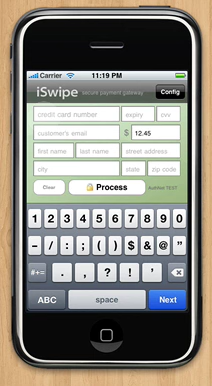 Carrier 11:19 PM
iSwipe secure payment gateway Config
credit card number expiry cvv
customer's email $ 12.45
first name last name street address
city state zip code
Clear Process AuthNet TEST
1 2 3 4 5 6 7 8 9 0
- / : ; ( ) $ & @ "
#+= . , ? ! '
ABC space Next